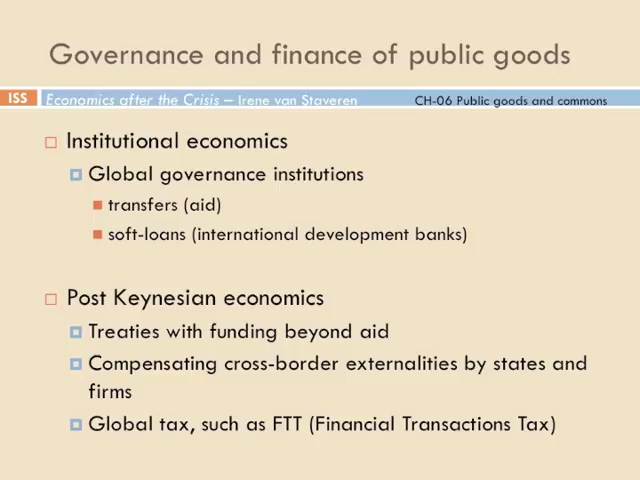 Governance and finance of public goods
ISS Economics after the Crisis – Irene van Staveren CH-06 Public goods and commons
Institutional economics
Global governance institutions
transfers (aid)
soft-loans (international development banks)
Post Keynesian economics
Treaties with funding beyond aid
Compensating cross-border externalities by states and
firms
Global tax, such as FTT (Financial Transactions Tax)